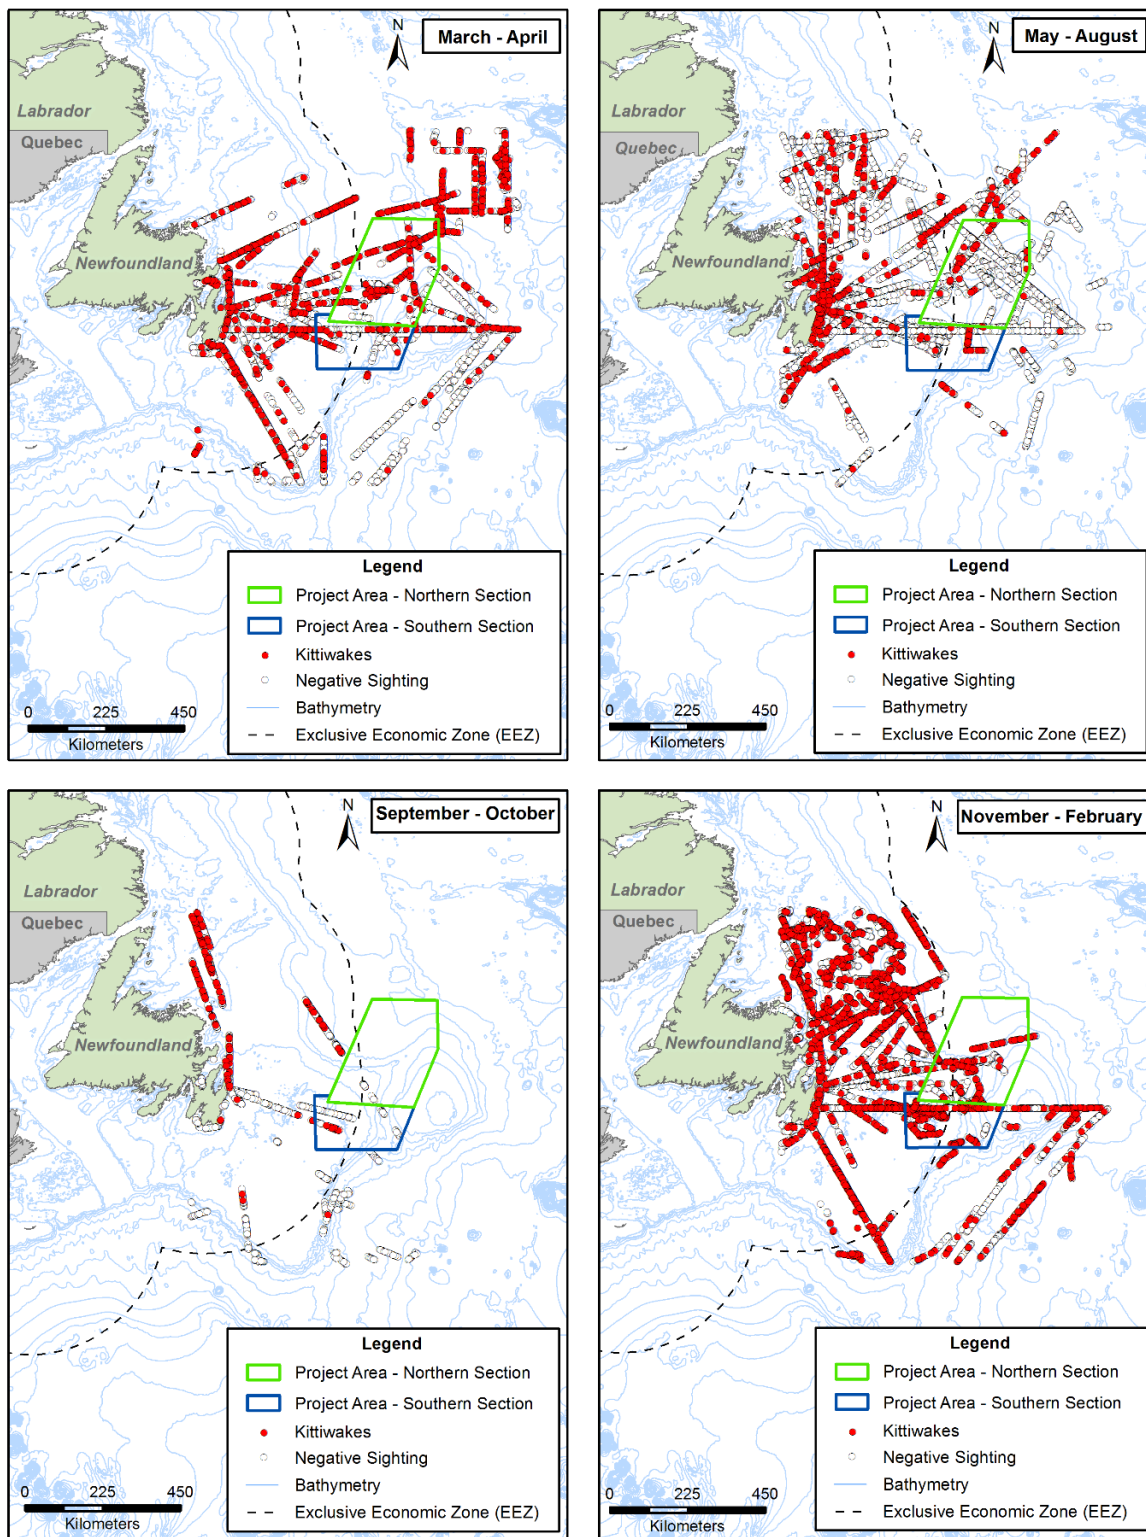 March - April
N
Labrador
Quebec
Newfoundland
Legend
Project Area - Northern Section
Project Area - Southern Section
Kittiwakes
Negative Sighting
Bathymetry
Exclusive Economic Zone (EEZ)
0 225 450
Kilometers
May - August
N
Labrador
Quebec
Newfoundland
Legend
Project Area - Northern Section
Project Area - Southern Section
Kittiwakes
Negative Sighting
Bathymetry
Exclusive Economic Zone (EEZ)
0 225 450
Kilometers
September - October
N
Labrador
Quebec
Newfoundland
Legend
Project Area - Northern Section
Project Area - Southern Section
Kittiwakes
Negative Sighting
Bathymetry
Exclusive Economic Zone (EEZ)
0 225 450
Kilometers
November - February
N
Labrador
Quebec
Newfoundland
Legend
Project Area - Northern Section
Project Area - Southern Section
Kittiwakes
Negative Sighting
Bathymetry
Exclusive Economic Zone (EEZ)
0 225 450
Kilometers